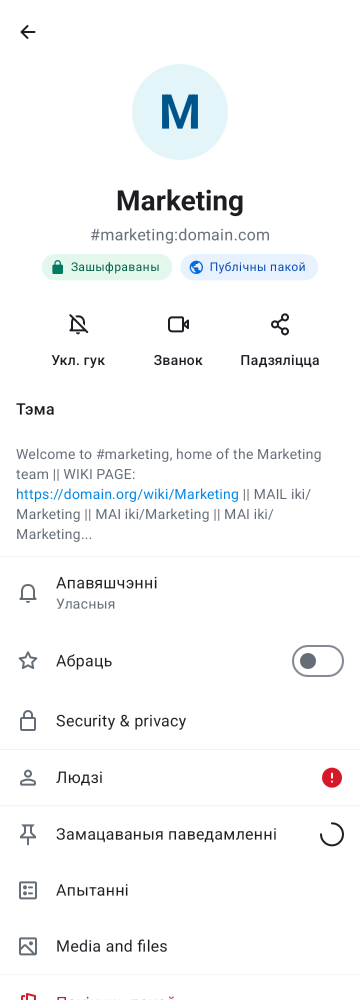 M
Marketing
#marketing:domain.com
Зашыфраваны Публічны пакой
Укл. гук Званок Падзяліцца
Тэма
Welcome to #marketing, home of the Marketing
team || WIKI PAGE:
https://domain.org/wiki/Marketing || MAIL iki/
Marketing || MAI iki/Marketing || MAI iki/
Marketing...
Апавяшчэнні
Уласныя
Абраць
Security & privacy
Людзі
Замацаваныя паведамленні
Апытанні
Media and files